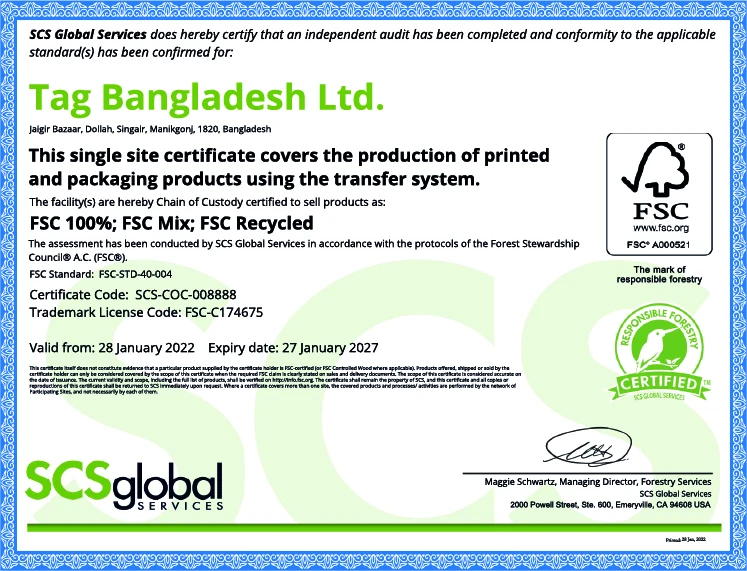 SCS Global Services does hereby certify that an independent audit has been completed and conformity to the applicable
standard(s) has been confirmed for:
Tag Bangladesh Ltd.
Jaigir Bazaar, Dollah, Singair, Manikgonj, 1820, Bangladesh
This single site certificate covers the production of printed
and packaging products using the transfer system.
The facility(s) are hereby Chain of Custody certified to sell products as:
FSC 100%; FSC Mix; FSC Recycled
The assessment has been conducted by SCS Global Services in accordance with the protocols of the Forest Stewardship
Council® A.C. (FSC®).
FSC Standard: FSC-STD-40-004
Certificate Code: SCS-COC-008888
Trademark License Code: FSC-C174675
Valid from: 28 January 2022 Expiry date: 27 January 2027
This certificate itself does not constitute evidence that a particular product supplied by the certificate holder is FSC-certified (or FSC Controlled Wood where applicable). Products offered, shipped or sold by the
certificate holder can only be considered covered by the scope of this certificate when the required FSC claim is clearly stated on sales and delivery documents. The scope of this certificate is considered accurate on
the date of issuance. The current validity and scope, including the full list of products, shall be verified on http://info.fsc.org. The certificate shall remain the property of SCS, and this certificate and all copies or
reproductions of this certificate shall be returned to SCS immediately upon request. Where a certificate covers more than one site, the covered products and processes/ activities are performed by the network of
Participating Sites, and not necessarily by each of them.
®
FSC
www.fsc.org
FSC® A000521
The mark of
responsible forestry
RESPONSIBLE FORESTRY
CERTIFIED ™
SCS GLOBAL SERVICES
SCS
SCSglobal
SERVICES
Maggie Schwartz, Managing Director, Forestry Services
SCS Global Services
2000 Powell Street, Ste. 600, Emeryville, CA 94608 USA
Printed: 28 Jan, 2022